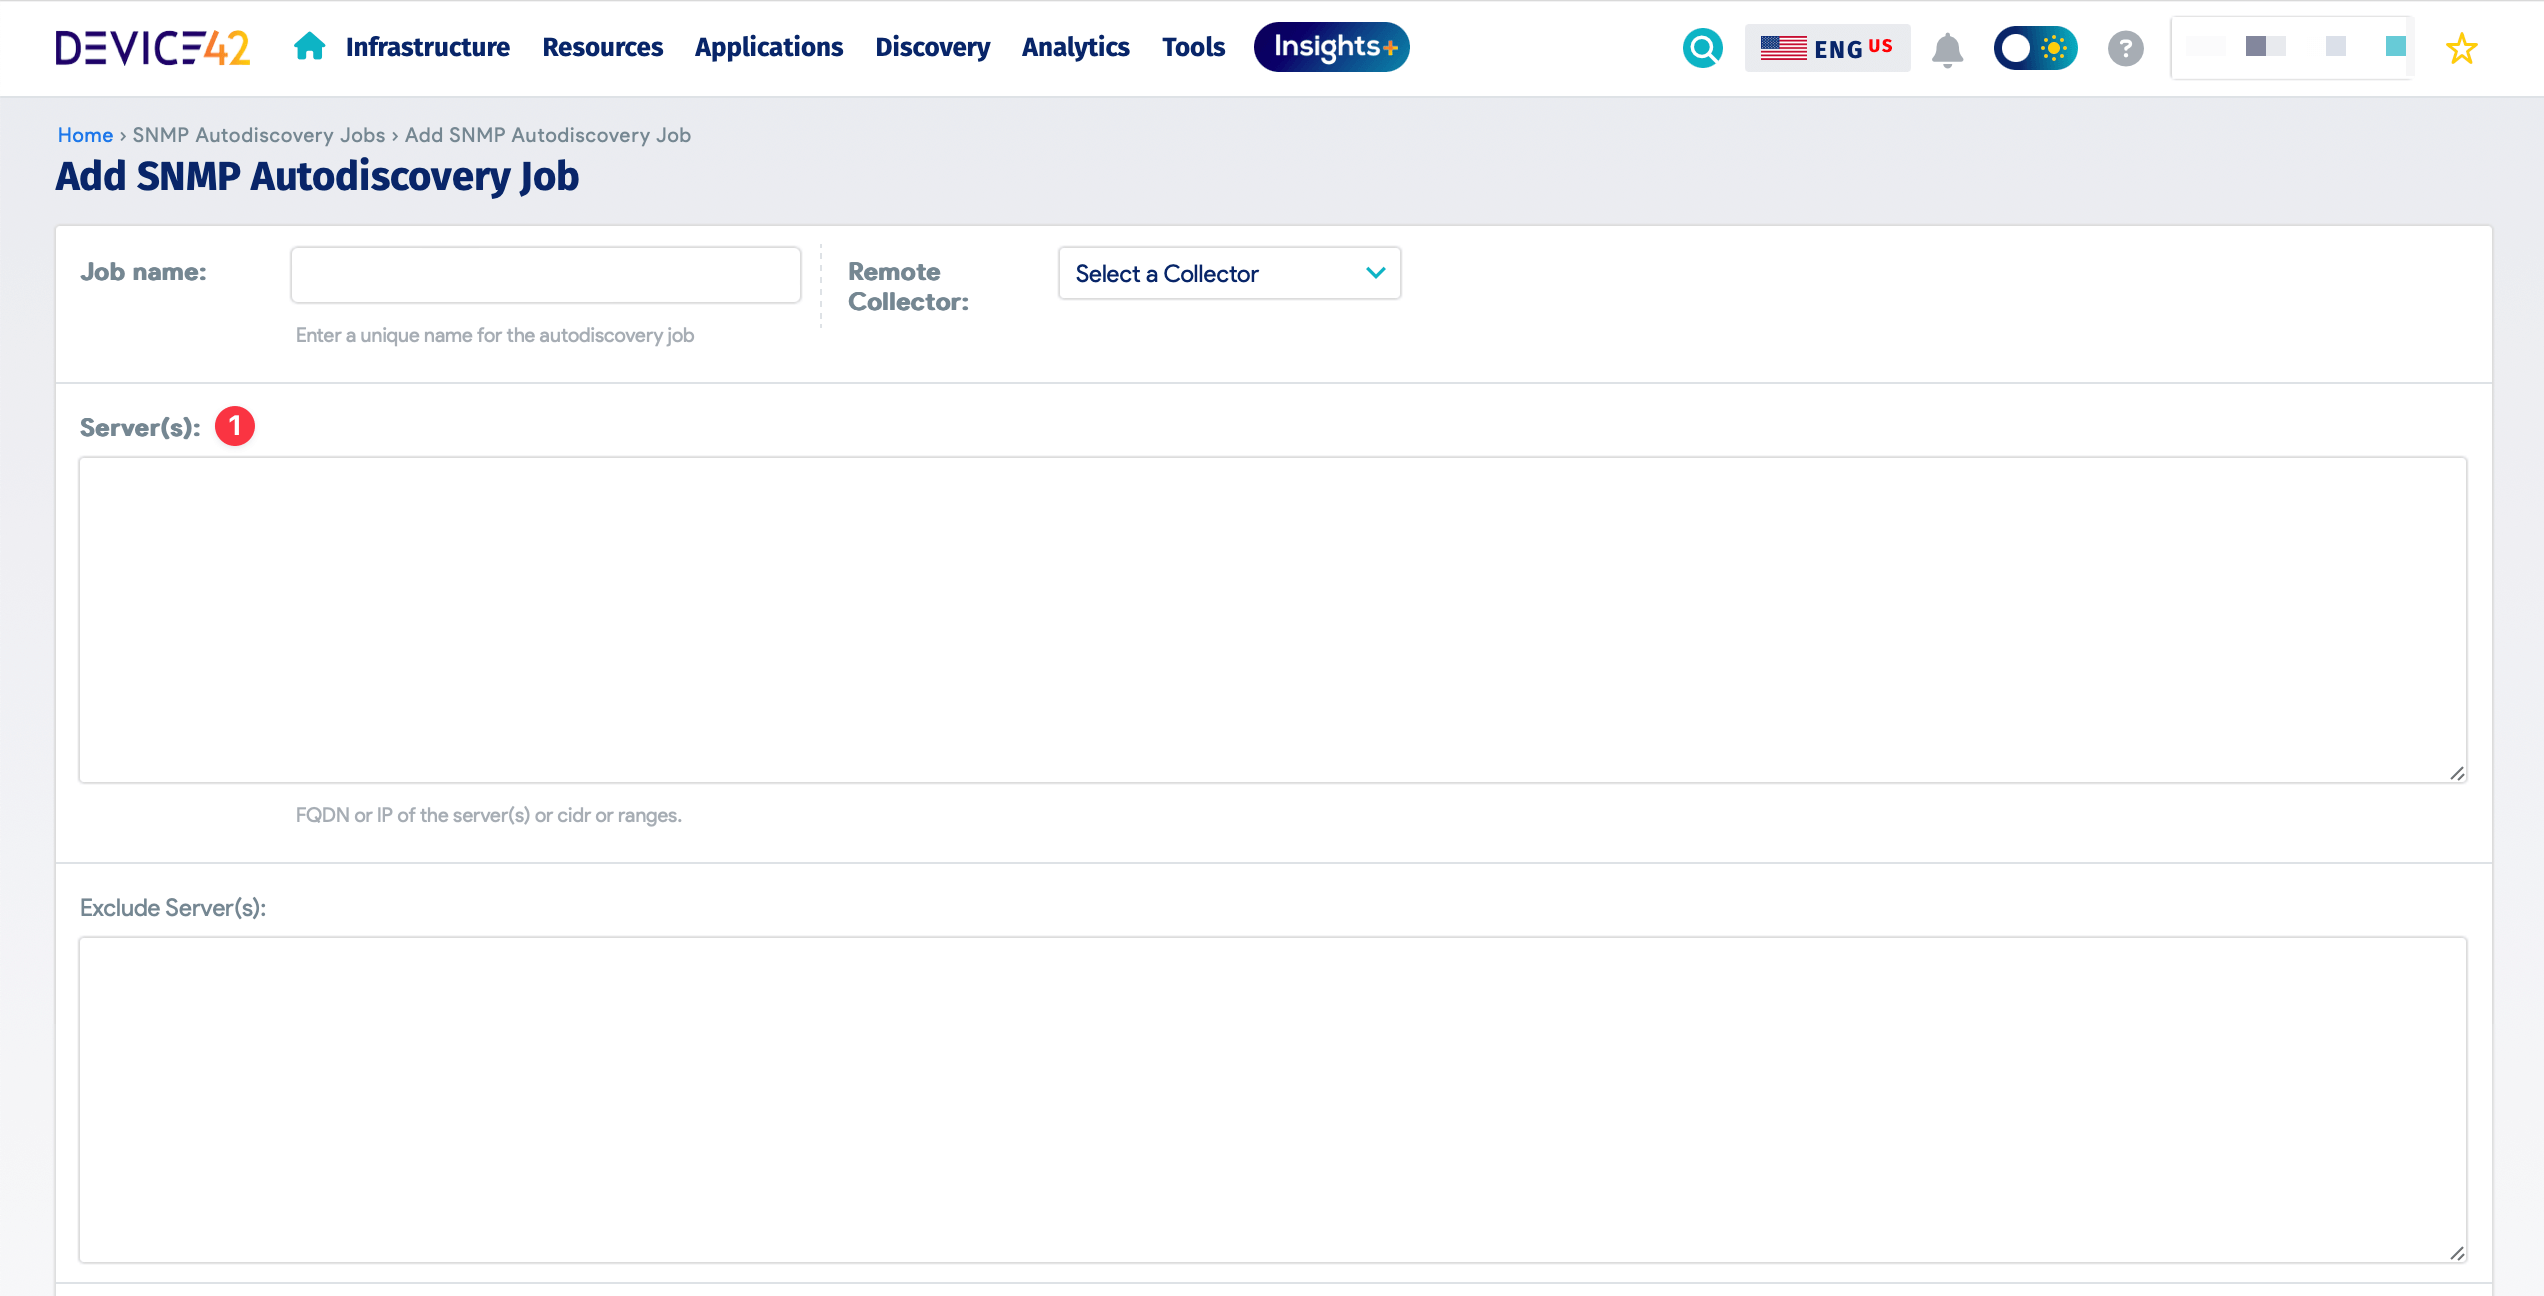 DEVICE42
Infrastructure Resources Applications Discovery Analytics Tools Insights+ ENG US ?
Home › SNMP Autodiscovery Jobs › Add SNMP Autodiscovery Job
Add SNMP Autodiscovery Job
Job name:
Enter a unique name for the autodiscovery job
Remote
Collector:
Select a Collector
Server(s): 1
FQDN or IP of the server(s) or cidr or ranges.
Exclude Server(s):